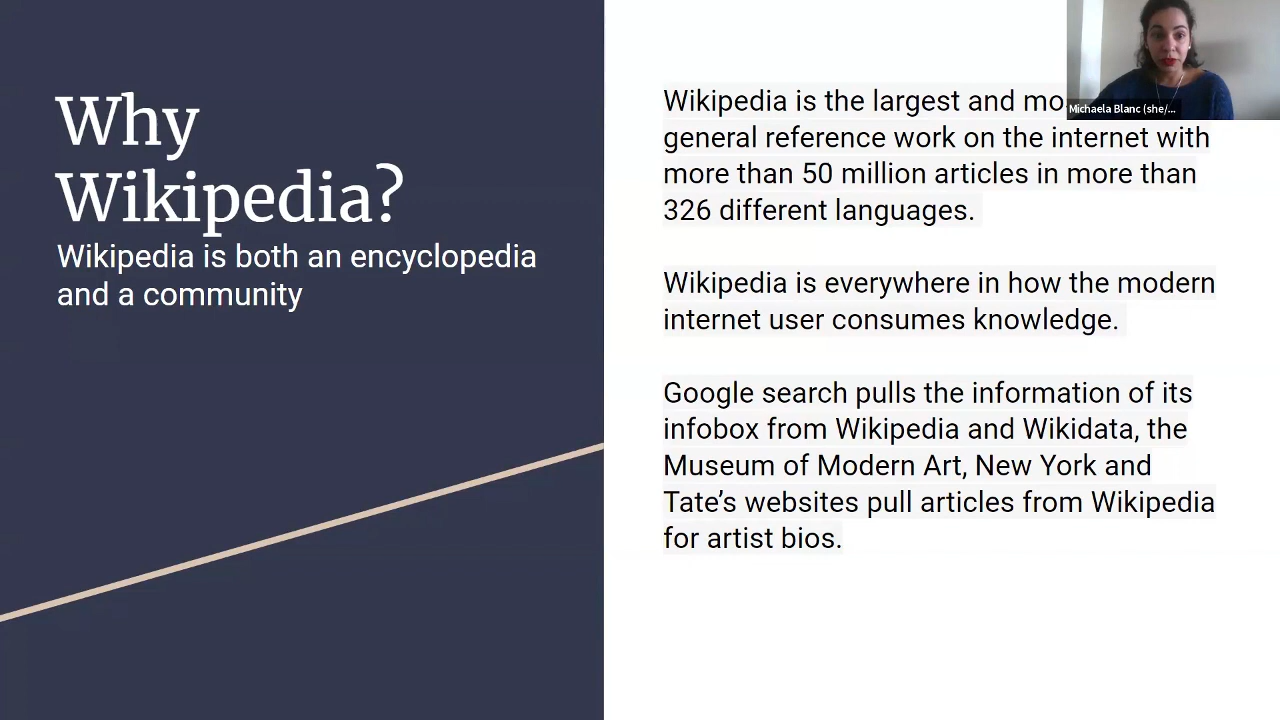 Why
Wikipedia?
Wikipedia is both an encyclopedia
and a community
Wikipedia is the largest and
general reference work on the internet with
more than 50 million articles in more than
326 different languages.
Wikipedia is everywhere in how the modern
internet user consumes knowledge.
Google search pulls the information of its
infobox from Wikipedia and Wikidata, the
Museum of Modern Art, New York and
Tate’s websites pull articles from Wikipedia
for artist bios.
Michaela Blanc (she/...